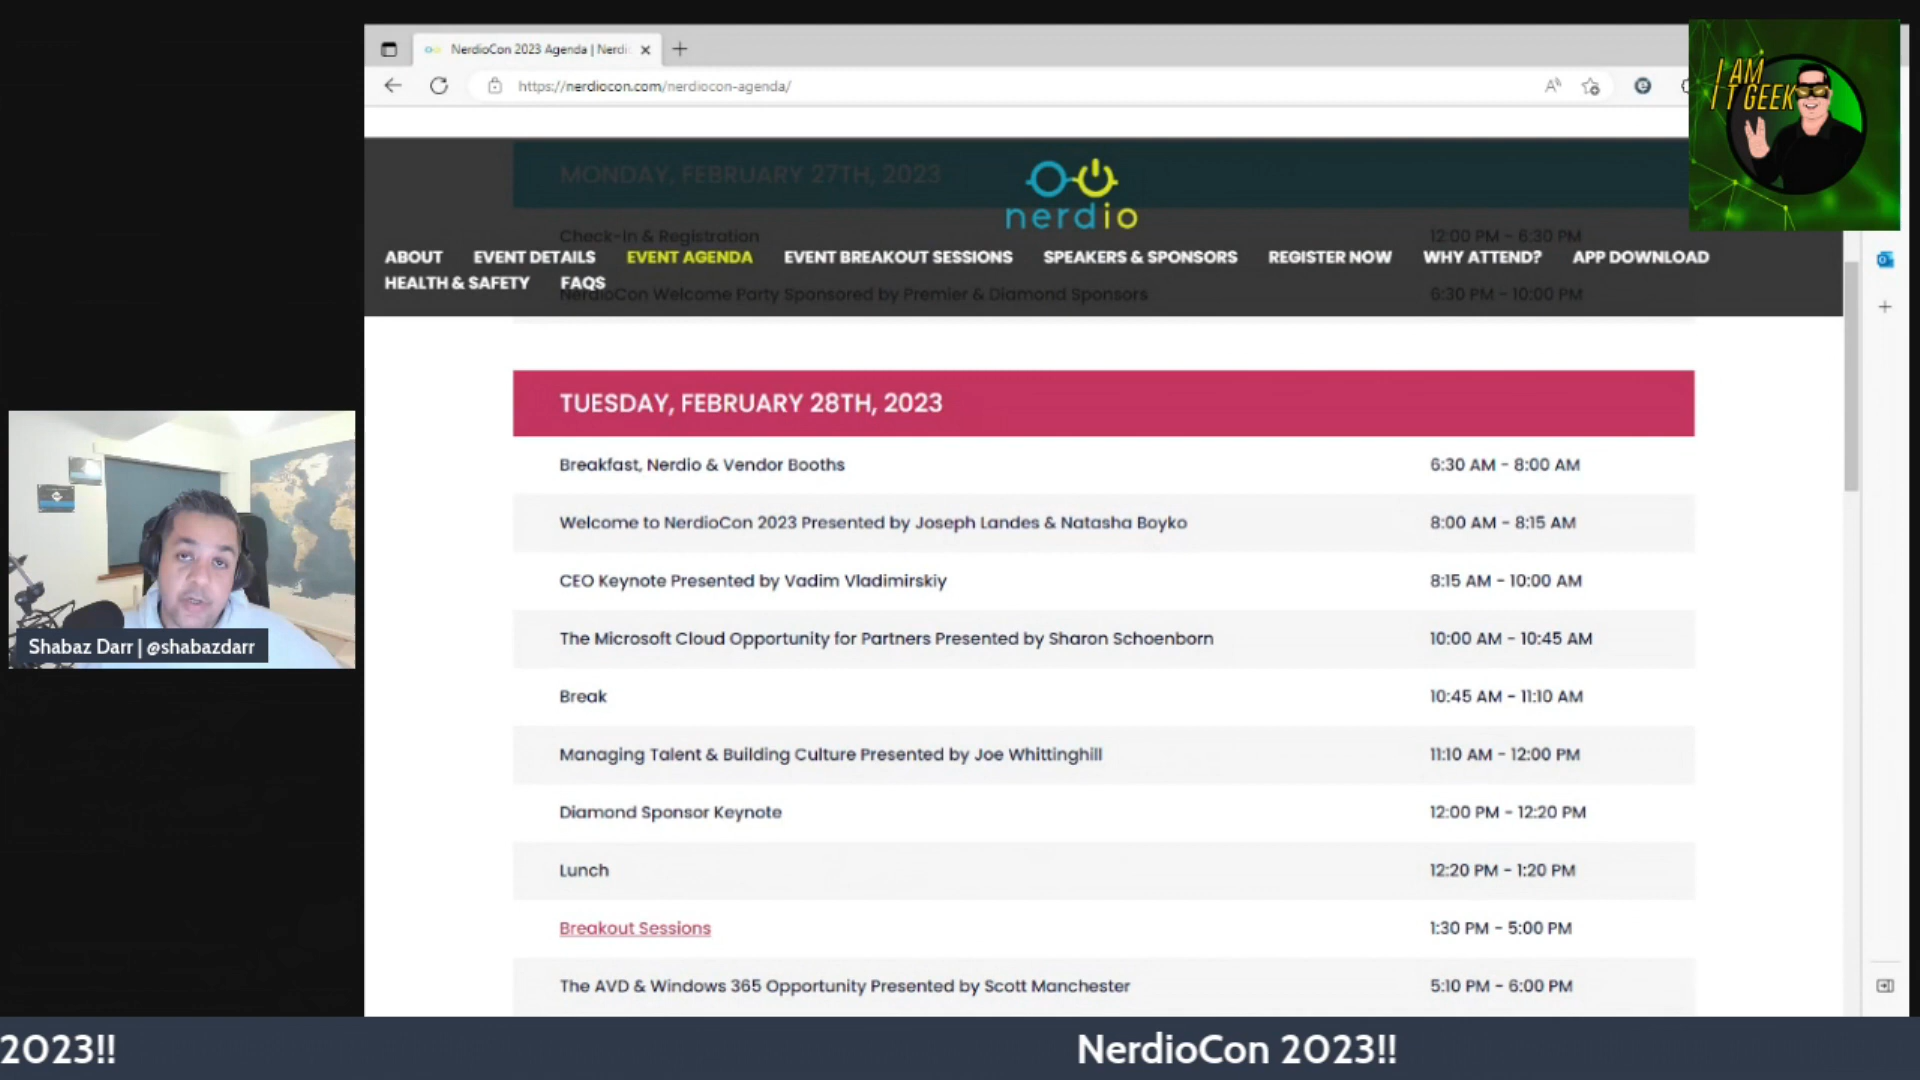 NerdioCon 2023 Agenda | Nerdi
https://nerdiocon.com/nerdiocon-agenda/
I AM
IT GEEK
MONDAY, FEBRUARY 27TH, 2023
nerdio
Check-In & Registration 12:00 PM - 6:30 PM
ABOUT EVENT DETAILS EVENT AGENDA EVENT BREAKOUT SESSIONS SPEAKERS & SPONSORS REGISTER NOW WHY ATTEND? APP DOWNLOAD
HEALTH & SAFETY FAQS
NerdioCon Welcome Party Sponsored by Premier & Diamond Sponsors 6:30 PM - 10:00 PM
TUESDAY, FEBRUARY 28TH, 2023
Breakfast, Nerdio & Vendor Booths 6:30 AM - 8:00 AM
Welcome to NerdioCon 2023 Presented by Joseph Landes & Natasha Boyko 8:00 AM - 8:15 AM
CEO Keynote Presented by Vadim Vladimirskiy 8:15 AM - 10:00 AM
The Microsoft Cloud Opportunity for Partners Presented by Sharon Schoenborn 10:00 AM - 10:45 AM
Break 10:45 AM - 11:10 AM
Managing Talent & Building Culture Presented by Joe Whittinghill 11:10 AM - 12:00 PM
Diamond Sponsor Keynote 12:00 PM - 12:20 PM
Lunch 12:20 PM - 1:20 PM
Breakout Sessions 1:30 PM - 5:00 PM
The AVD & Windows 365 Opportunity Presented by Scott Manchester 5:10 PM - 6:00 PM
Shabaz Darr | @shabazdarr
2023!! NerdioCon 2023!!